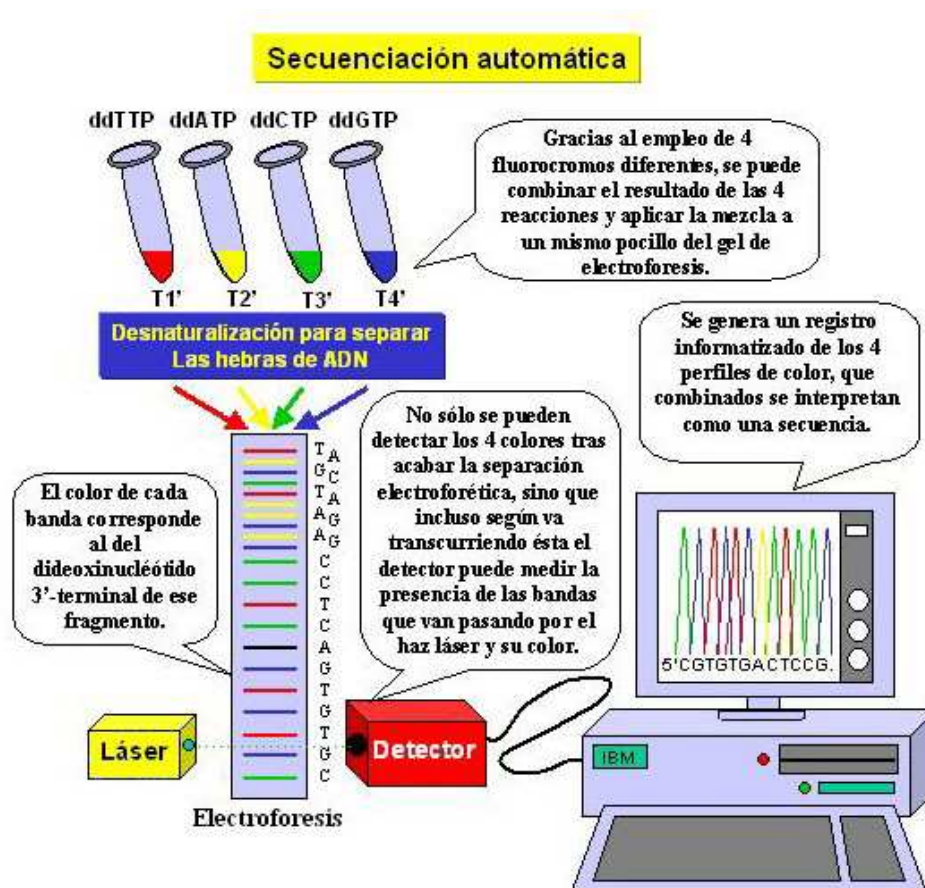 Secuenciación automática
ddTTP ddATP ddCTP ddGTP
T1' T2' T3' T4'
Gracias al empleo de 4
fluorocromos diferentes, se puede
combinar el resultado de las 4
reacciones y aplicar la mezcla a
un mismo pocillo del gel de
electroforesis.
Desnaturalización para separar
Las hebras de ADN
Se genera un registro
informatizado de los 4
perfiles de color, que
combinados se interpretan
como una secuencia.
No sólo se pueden
detectar los 4 colores tras
acabar la separación
electroforética, sino que
incluso según va
transcurriendo ésta el
detector puede medir la
presencia de las bandas
que van pasando por el
haz láser y su color.
El color de cada
banda corresponde
al del
dideoxinucléótido
3'-terminal de ese
fragmento.
T
A
G
C
T
A
A
G
A
G
C
C
T
C
A
G
T
G
T
G
C
5'CGTGTGACTCCG.
Láser
Detector
IBM
Electroforesis